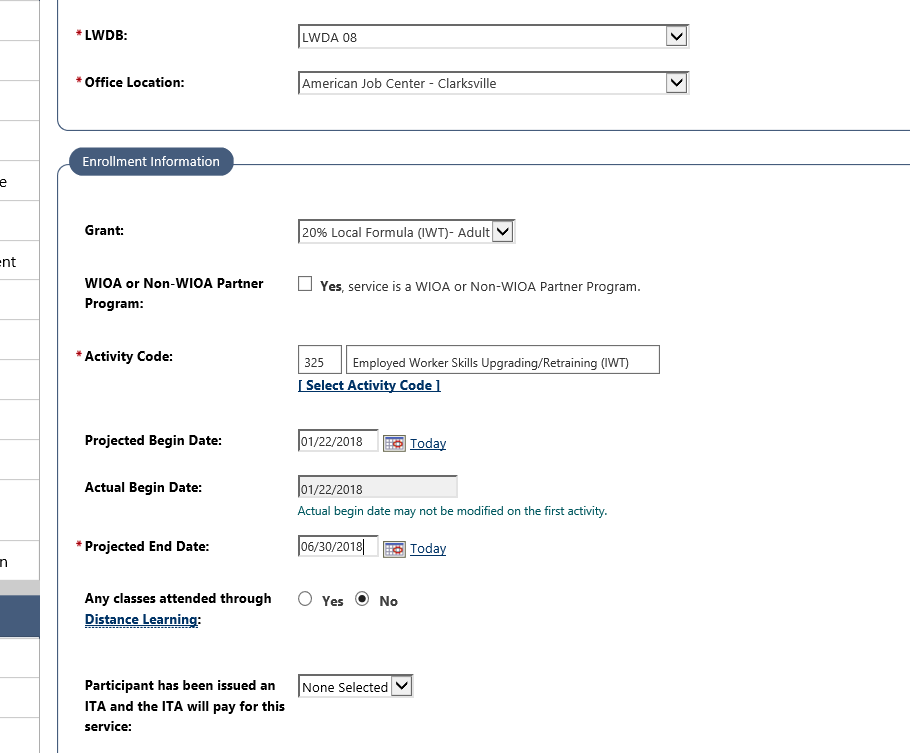 * LWDB:
LWDA 08
* Office Location:
American Job Center - Clarksville
Enrollment Information
e
Grant:
20% Local Formula (IWT)- Adult
ent
WIOA or Non-WIOA Partner
Program:
Yes, service is a WIOA or Non-WIOA Partner Program.
* Activity Code:
325
Employed Worker Skills Upgrading/Retraining (IWT)
[ Select Activity Code ]
Projected Begin Date:
01/22/2018
Today
Actual Begin Date:
01/22/2018
Actual begin date may not be modified on the first activity.
* Projected End Date:
06/30/2018
Today
n
Any classes attended through
Distance Learning:
Yes
No
Participant has been issued an
ITA and the ITA will pay for this
service:
None Selected